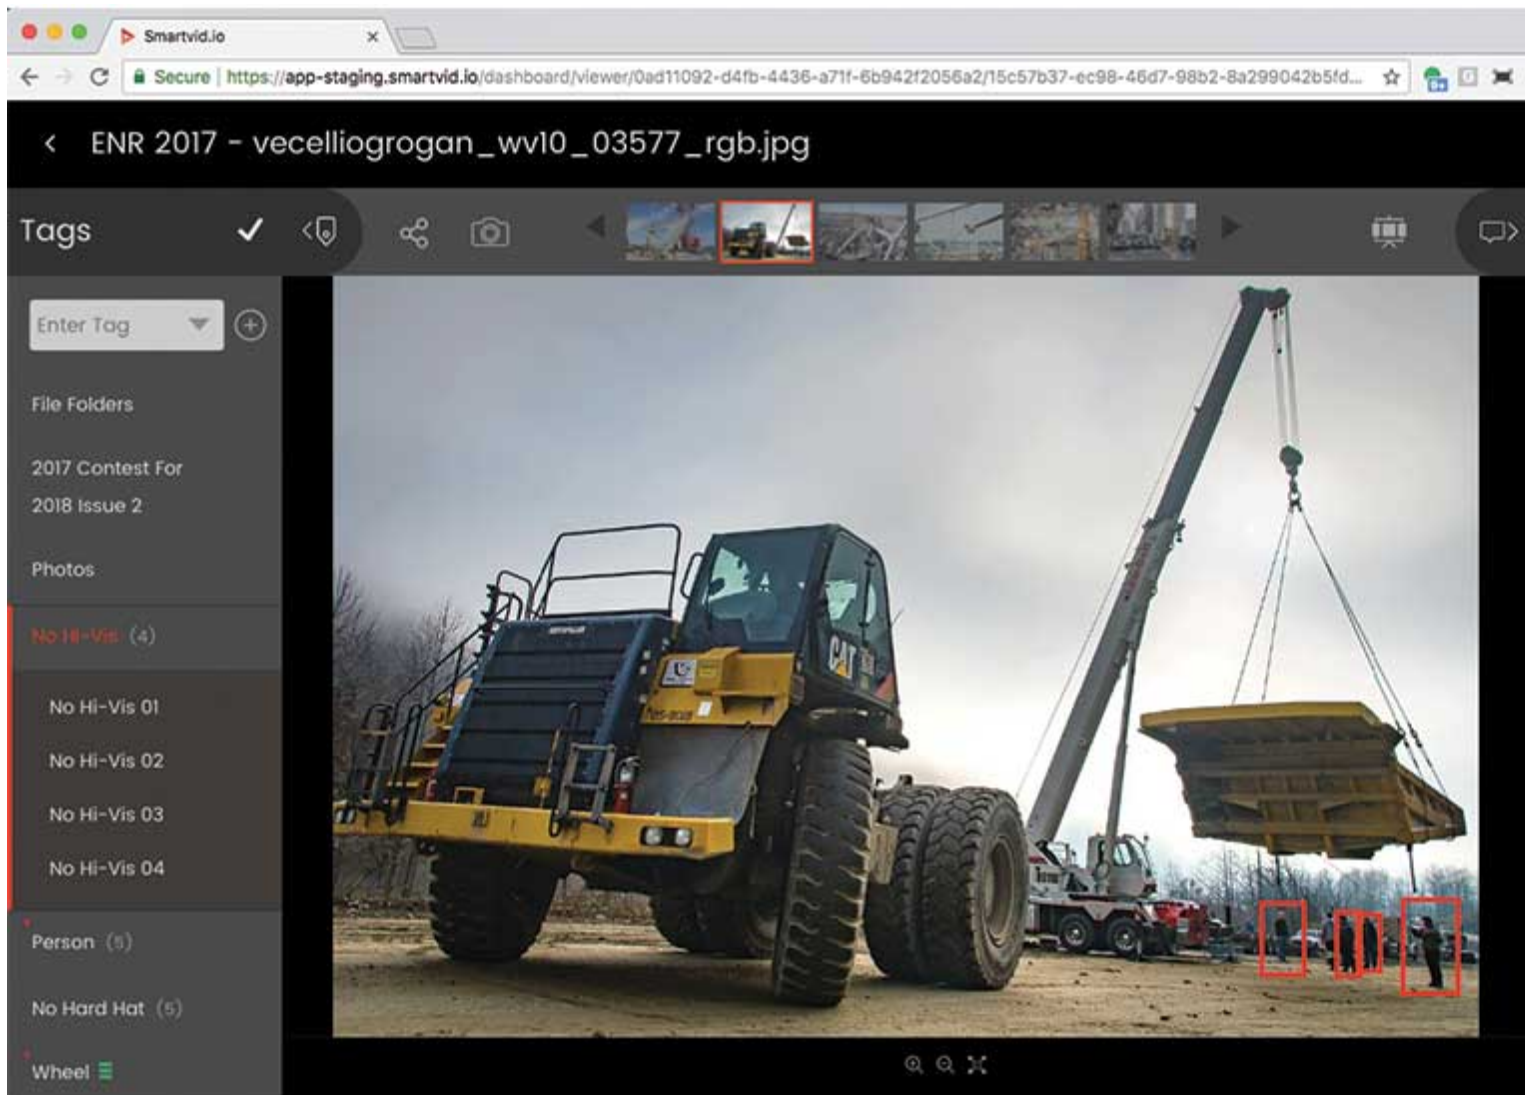 Smartvid.io
Secure | https://app-staging.smartvid.io/dashboard/viewer/0ad11092-d4fb-4436-a71f-6b942f2056a2/15c57b37-ec98-46d7-98b2-8a299042b5fd...
ENR 2017 - vecelliogrogan_wv10_03577_rgb.jpg
Tags
Enter Tag
File Folders
2017 Contest For
2018 Issue 2
Photos
No Hi-Vis (4)
No Hi-Vis 01
No Hi-Vis 02
No Hi-Vis 03
No Hi-Vis 04
Person (5)
No Hard Hat (5)
Wheel
CAT